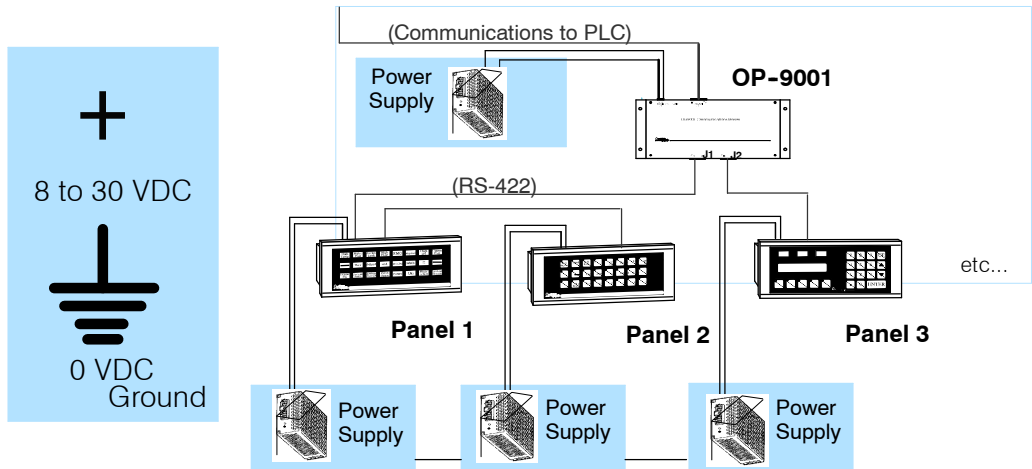 8 to 30 VDC
0 VDC
Ground
(Communications to PLC)
Power
Supply
OP-9001
J1 J2
(RS-422)
etc...
Panel 1
Panel 2
Panel 3
ENTER
Power
Supply
Power
Supply
Power
Supply